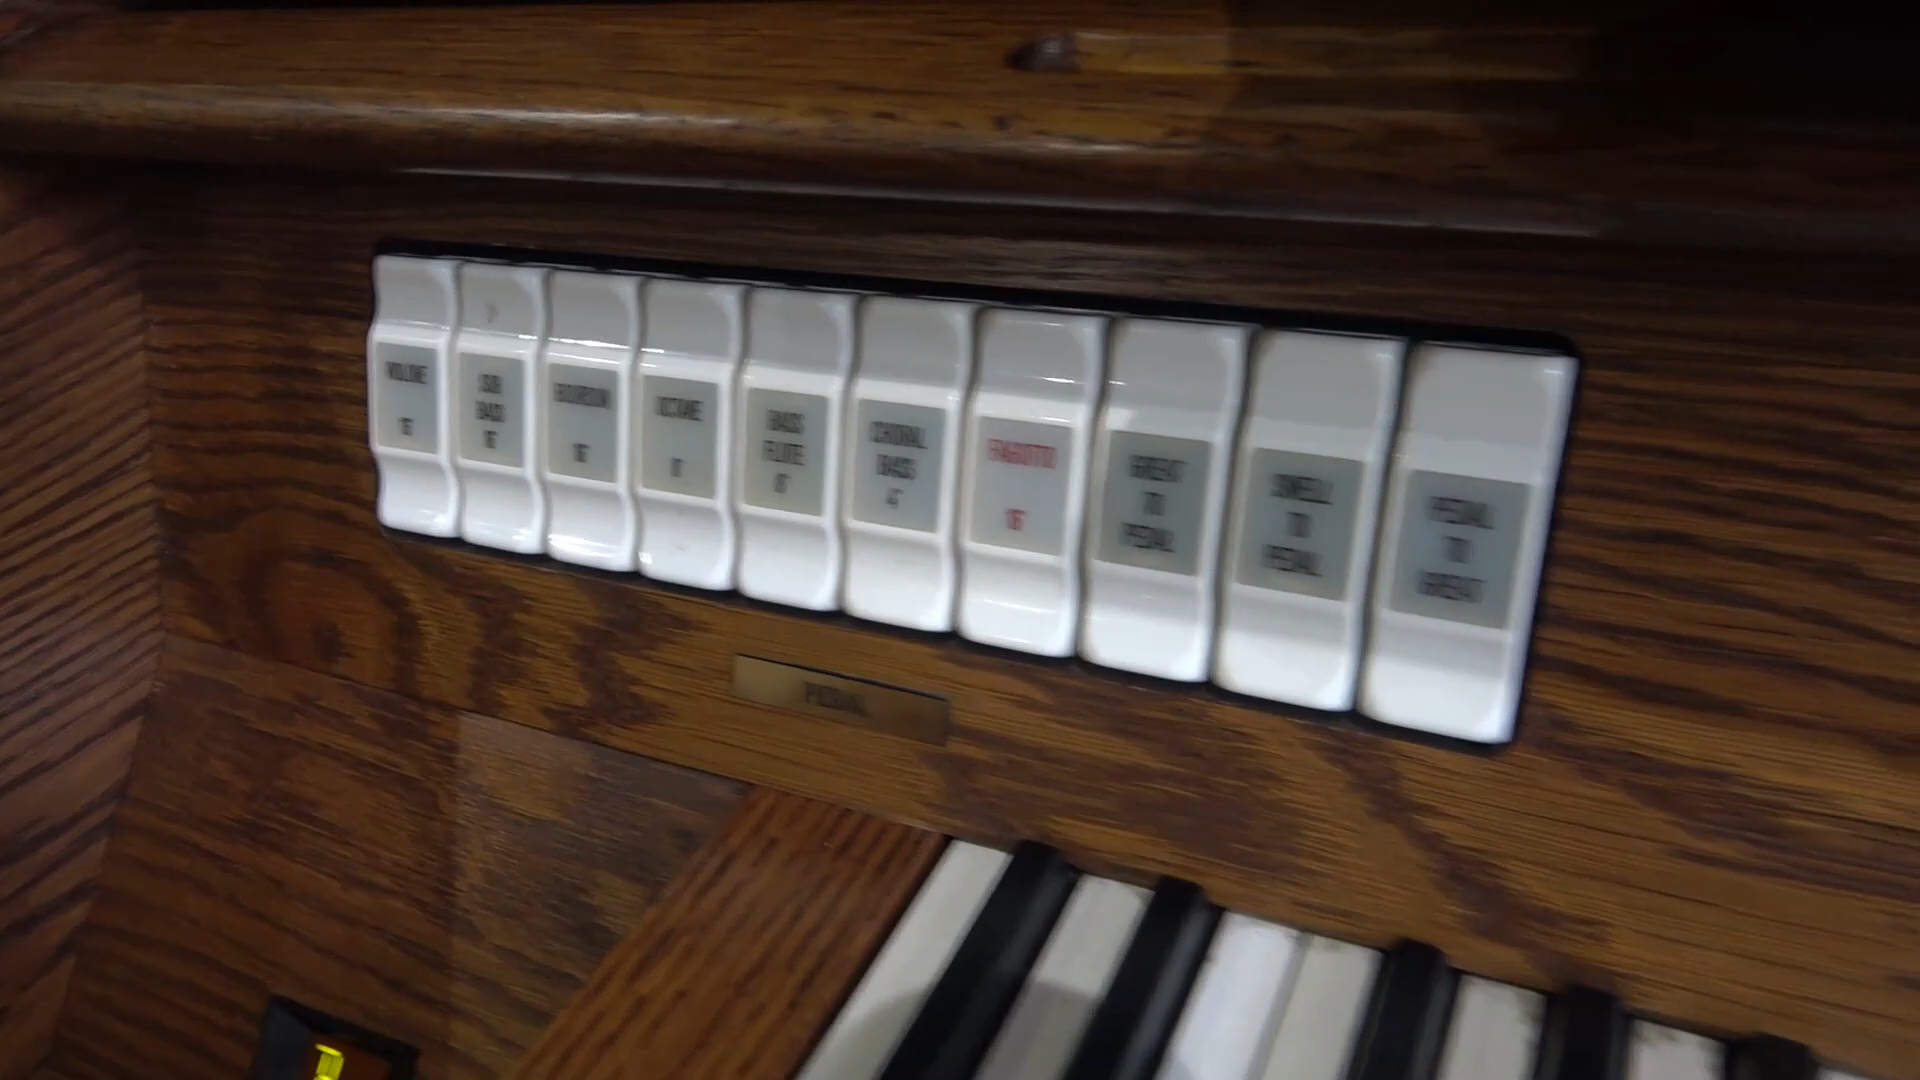 VIOLONE
16'
SUB
BASS
16'
BOURDON
16'
OCTAVE
8'
BASS
FLUTE
8'
CHORAL
BASS
4'
FAGOTTO
16'
GREAT
TO
PEDAL
SWELL
TO
PEDAL
PEDAL
TO
GREAT
PEDAL